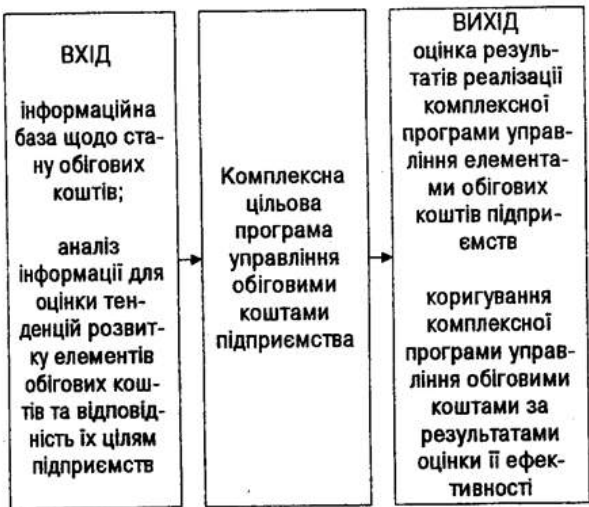 ВХІД
інформаційна
база щодо ста-
ну обігових
коштів;
аналіз
інформації для
оцінки тен-
денцій розвит-
ку елементів
обігових кош-
тів та відповід-
ність їх цілям
підприємств
Комплексна
цільова
програма
управління
обіговими
коштами
підприємства
ВИХІД
оцінка резуль-
татів реалізації
комплексної
програми управ-
ління елемента-
ми обігових
коштів підпри-
ємств
коригування
комплексної
програми управ-
ління обіговими
коштами за
результатами
оцінки її ефек-
тивності